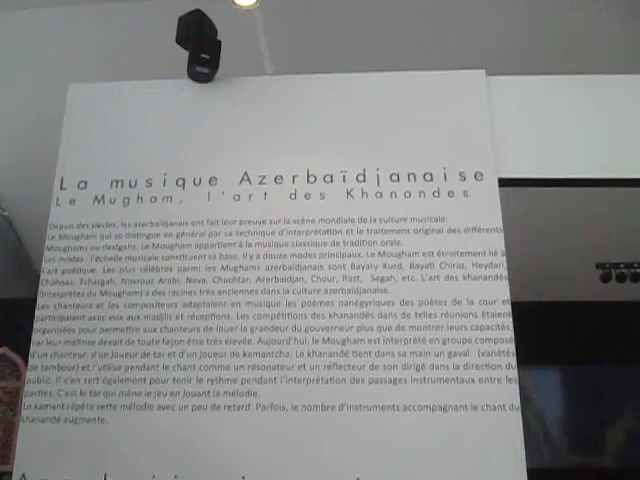 La musique Azerbaïdjanaise
Le Mugham, l'art des Khanandes
Depuis des siècles, les azerbaïdjanais ont fait leur preuve sur la scène mondiale de la culture musicale.
Le Mougham qui se distingue en général par sa technique d'interprétation et le traitement original des différents
Moughams ou destgahs. Le Mougham appartient à la musique classique de tradition orale.
Les modes - l'échelle musicale constituent sa base. Il y a douze modes principaux. Le Mougham est étroitement lié à
l'art poétique. Les plus célèbres parmi les Mughams azerbaïdjanais sont Bayaty Kurd, Bayati Chiraz, Heydari,
Chahnaz, Tchargah, Novrouz Arabi, Nava, Chuchtar, Azerbaïdjan, Chour, Rast, Segah, etc. L'art des khanandés
(interprètes du Mougham) a des racines très anciennes dans la culture azerbaïdjanaise.
Les chanteurs et les compositeurs adaptaient en musique les poèmes panégyriques des poètes de la cour et
participaient avec eux aux madjlis et réceptions. Les compétitions des khanandés dans de telles réunions étaient
organisées pour permettre aux chanteurs de louer la grandeur du gouverneur plus que de montrer leurs capacités,
car leur maîtrise devait de toute façon être très élevée. Aujourd'hui, le Mougham est interprété en groupe composé
d'un chanteur, d'un joueur de tar et d'un joueur de kamantcha. Le khanandé tient dans sa main un gaval (variétés
de tambour) et l'utilise pendant le chant comme un résonateur et un réflecteur de son dirigé dans la direction du
public. Il s'en sert également pour tenir le rythme pendant l'interprétation des passages instrumentaux entre les
parties. C'est le tar qui mène le jeu en jouant la mélodie.
Le kamant répète cette mélodie avec un peu de retard. Parfois, le nombre d'instruments accompagnant le chant du
khanandé augmente.